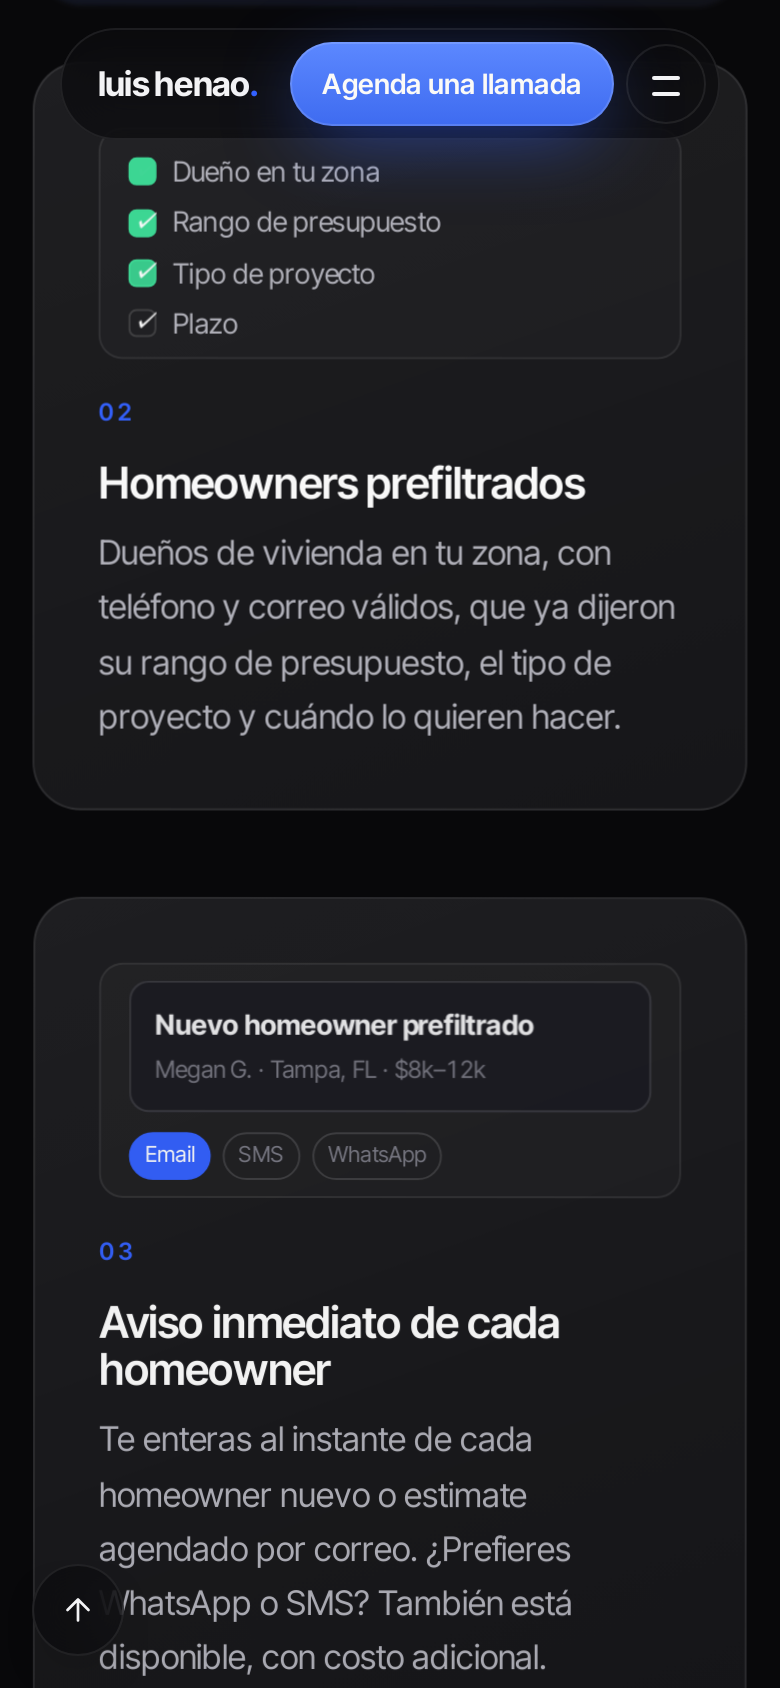 luis henao.
Agenda una llamada
Dueño en tu zona
Rango de presupuesto
Tipo de proyecto
Plazo
02
Homeowners prefiltrados
Dueños de vivienda en tu zona, con
teléfono y correo válidos, que ya dijeron
su rango de presupuesto, el tipo de
proyecto y cuándo lo quieren hacer.
Nuevo homeowner prefiltrado
Megan G. · Tampa, FL · $8k–12k
Email
SMS
WhatsApp
03
Aviso inmediato de cada
homeowner
Te enteras al instante de cada
homeowner nuevo o estimate
agendado por correo. ¿Prefieres
WhatsApp o SMS? También está
disponible, con costo adicional.